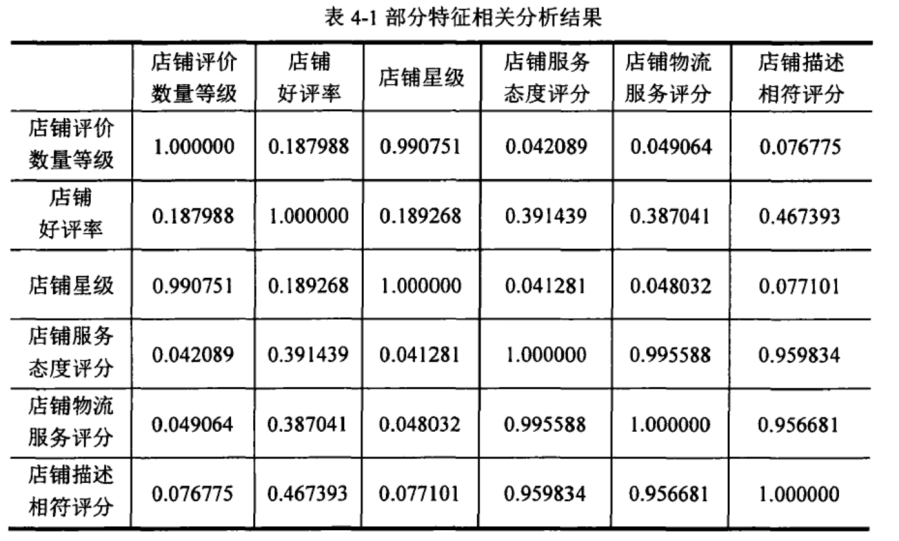 表 4-1 部分特征相关分析结果
店铺评价数量等级 店铺好评率 店铺星级 店铺服务态度评分 店铺物流服务评分 店铺描述相符评分
店铺评价数量等级 1.000000 0.187988 0.990751 0.042089 0.049064 0.076775
店铺好评率 0.187988 1.000000 0.189268 0.391439 0.387041 0.467393
店铺星级 0.990751 0.189268 1.000000 0.041281 0.048032 0.077101
店铺服务态度评分 0.042089 0.391439 0.041281 1.000000 0.995588 0.959834
店铺物流服务评分 0.049064 0.387041 0.048032 0.995588 1.000000 0.956681
店铺描述相符评分 0.076775 0.467393 0.077101 0.959834 0.956681 1.000000